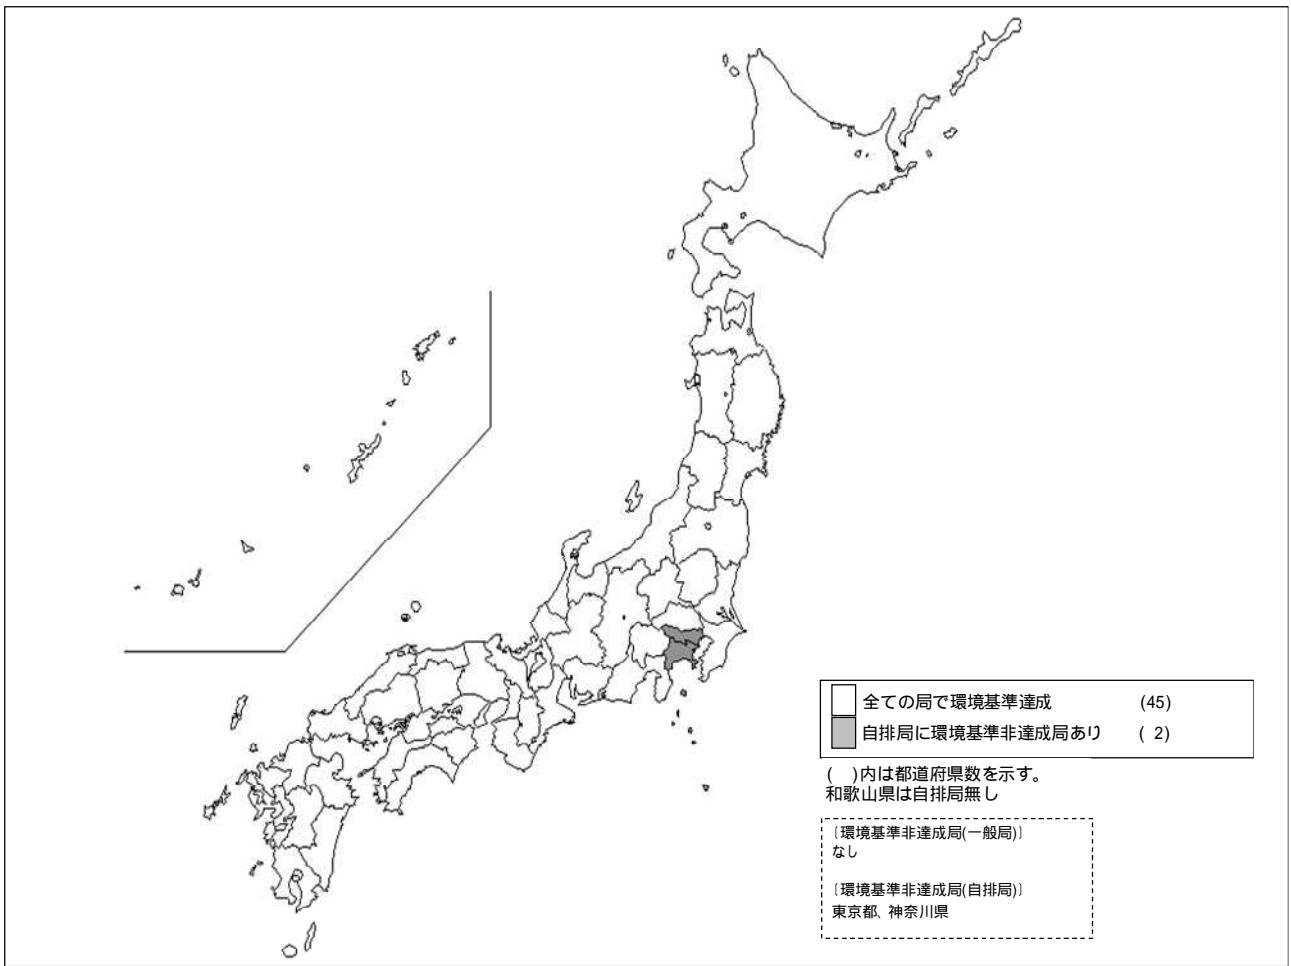 全ての局で環境基準達成 (45)
自排局に環境基準非達成局あり ( 2)
( )内は都道府県数を示す。
和歌山県は自排局無し
〔環境基準非達成局(一般局)〕
なし
〔環境基準非達成局(自排局)〕
東京都、神奈川県